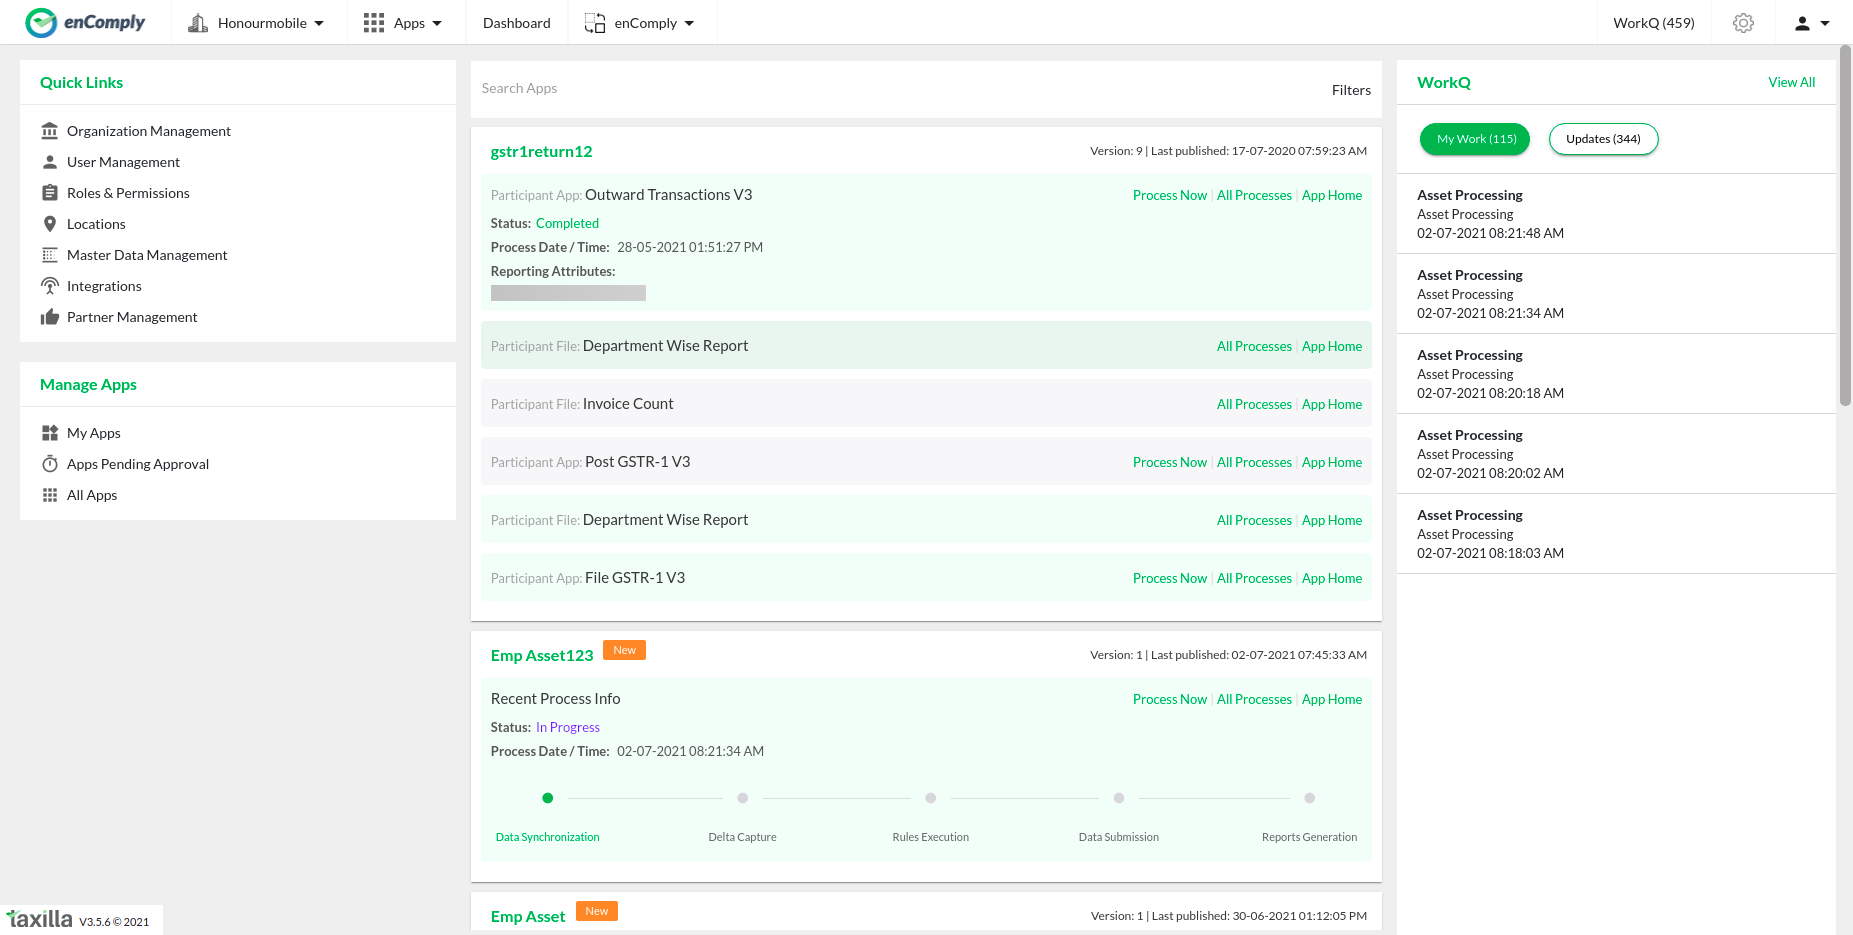 enComply
Honourmobile
Apps
Dashboard
enComply
WorkQ (459)
Quick Links
Organization Management
User Management
Roles & Permissions
Locations
Master Data Management
Integrations
Partner Management
Manage Apps
My Apps
Apps Pending Approval
All Apps
Search Apps
Filters
gstr1return12
Version: 9 | Last published: 17-07-2020 07:59:23 AM
Participant App: Outward Transactions V3
Process Now | All Processes | App Home
Status: Completed
Process Date / Time: 28-05-2021 01:51:27 PM
Reporting Attributes:
Participant File: Department Wise Report
All Processes | App Home
Participant File: Invoice Count
All Processes | App Home
Participant App: Post GSTR-1 V3
Process Now | All Processes | App Home
Participant File: Department Wise Report
All Processes | App Home
Participant App: File GSTR-1 V3
Process Now | All Processes | App Home
Emp Asset123
New
Version: 1 | Last published: 02-07-2021 07:45:33 AM
Recent Process Info
Process Now | All Processes | App Home
Status: In Progress
Process Date / Time: 02-07-2021 08:21:34 AM
Data Synchronization
Delta Capture
Rules Execution
Data Submission
Reports Generation
Emp Asset
New
Version: 1 | Last published: 30-06-2021 01:12:05 PM
WorkQ
View All
My Work (115)
Updates (344)
Asset Processing
Asset Processing
02-07-2021 08:21:48 AM
Asset Processing
Asset Processing
02-07-2021 08:21:34 AM
Asset Processing
Asset Processing
02-07-2021 08:20:18 AM
Asset Processing
Asset Processing
02-07-2021 08:20:02 AM
Asset Processing
Asset Processing
02-07-2021 08:18:03 AM
taxilla V3.5.6 © 2021